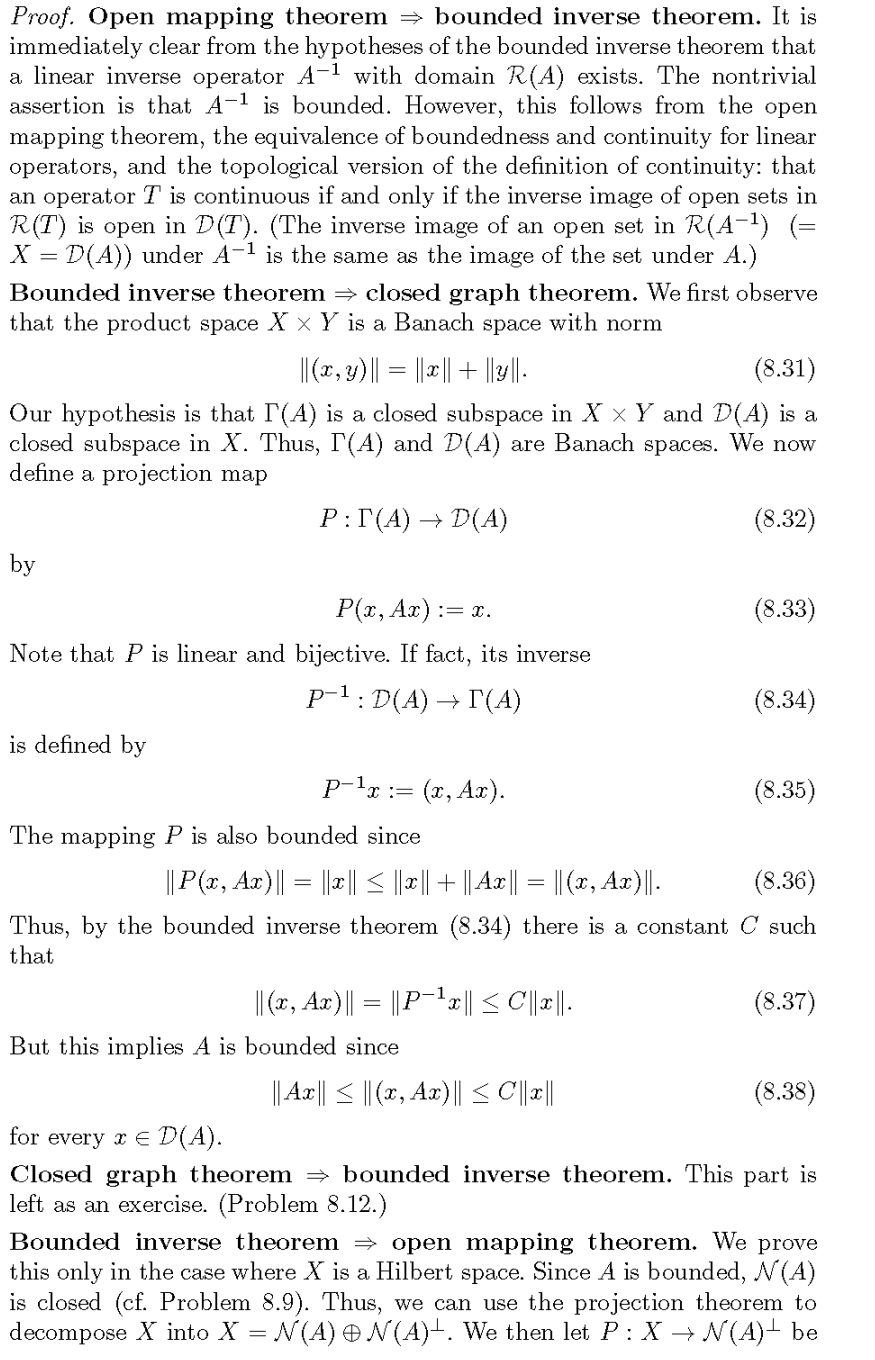 Proof. Open mapping theorem ⇒ bounded inverse theorem. It is
immediately clear from the hypotheses of the bounded inverse theorem that
a linear inverse operator A⁻¹ with domain ℛ(A) exists. The nontrivial
assertion is that A⁻¹ is bounded. However, this follows from the open
mapping theorem, the equivalence of boundedness and continuity for linear
operators, and the topological version of the definition of continuity: that
an operator T is continuous if and only if the inverse image of open sets in
ℛ(T) is open in 𝒟(T). (The inverse image of an open set in ℛ(A⁻¹) (=
X = 𝒟(A)) under A⁻¹ is the same as the image of the set under A.)
Bounded inverse theorem ⇒ closed graph theorem. We first observe
that the product space X × Y is a Banach space with norm
‖(x, y)‖ = ‖x‖ + ‖y‖. (8.31)
Our hypothesis is that Γ(A) is a closed subspace in X × Y and 𝒟(A) is a
closed subspace in X. Thus, Γ(A) and 𝒟(A) are Banach spaces. We now
define a projection map
P : Γ(A) → 𝒟(A) (8.32)
by
P(x, Ax) := x. (8.33)
Note that P is linear and bijective. If fact, its inverse
P⁻¹ : 𝒟(A) → Γ(A) (8.34)
is defined by
P⁻¹x := (x, Ax). (8.35)
The mapping P is also bounded since
‖P(x, Ax)‖ = ‖x‖ ≤ ‖x‖ + ‖Ax‖ = ‖(x, Ax)‖. (8.36)
Thus, by the bounded inverse theorem (8.34) there is a constant C such
that
‖(x, Ax)‖ = ‖P⁻¹x‖ ≤ C‖x‖. (8.37)
But this implies A is bounded since
‖Ax‖ ≤ ‖(x, Ax)‖ ≤ C‖x‖ (8.38)
for every x ∈ 𝒟(A).
Closed graph theorem ⇒ bounded inverse theorem. This part is
left as an exercise. (Problem 8.12.)
Bounded inverse theorem ⇒ open mapping theorem. We prove
this only in the case where X is a Hilbert space. Since A is bounded, 𝒩(A)
is closed (cf. Problem 8.9). Thus, we can use the projection theorem to
decompose X into X = 𝒩(A) ⊕ 𝒩(A)⊥. We then let P : X → 𝒩(A)⊥ be